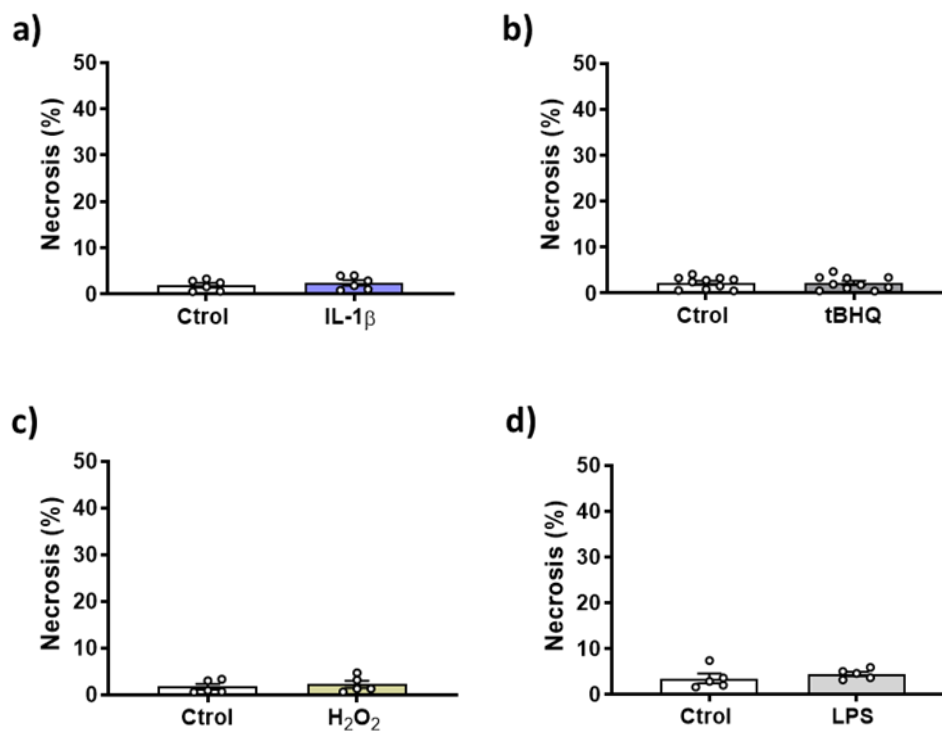 a)
50
40
30
20
10
0
Necrosis (%)
Ctrol
IL-1β
b)
50
40
30
20
10
0
Necrosis (%)
Ctrol
tBHQ
c)
50
40
30
20
10
0
Necrosis (%)
Ctrol
H₂O₂
d)
50
40
30
20
10
0
Necrosis (%)
Ctrol
LPS